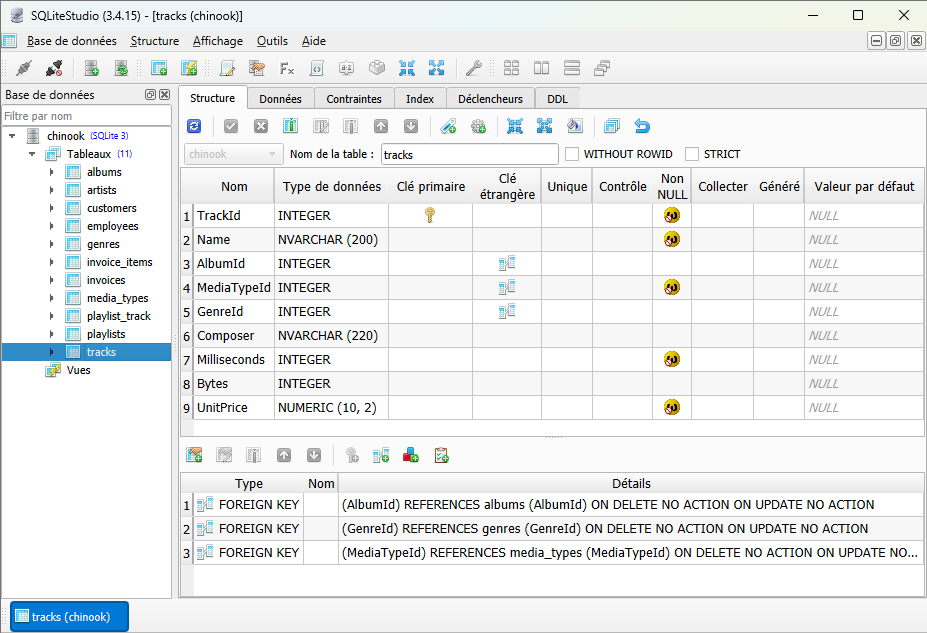 SQLiteStudio (3.4.15) - [tracks (chinook)]
Base de données Structure Affichage Outils Aide
Base de données
Filtre par nom
chinook (SQLite 3)
Tableaux (11)
albums
artists
customers
employees
genres
invoice_items
invoices
media_types
playlist_track
playlists
tracks
Vues
Structure Données Contraintes Index Déclencheurs DDL
chinook Nom de la table : tracks WITHOUT ROWID STRICT
Nom Type de données Clé primaire Clé étrangère Unique Contrôle Non NULL Collecter Généré Valeur par défaut
1 TrackId INTEGER NULL
2 Name NVARCHAR (200) NULL
3 AlbumId INTEGER NULL
4 MediaTypeId INTEGER NULL
5 GenreId INTEGER NULL
6 Composer NVARCHAR (220) NULL
7 Milliseconds INTEGER NULL
8 Bytes INTEGER NULL
9 UnitPrice NUMERIC (10, 2) NULL
Type Nom Détails
1 FOREIGN KEY (AlbumId) REFERENCES albums (AlbumId) ON DELETE NO ACTION ON UPDATE NO ACTION
2 FOREIGN KEY (GenreId) REFERENCES genres (GenreId) ON DELETE NO ACTION ON UPDATE NO ACTION
3 FOREIGN KEY (MediaTypeId) REFERENCES media_types (MediaTypeId) ON DELETE NO ACTION ON UPDATE NO...
tracks (chinook)